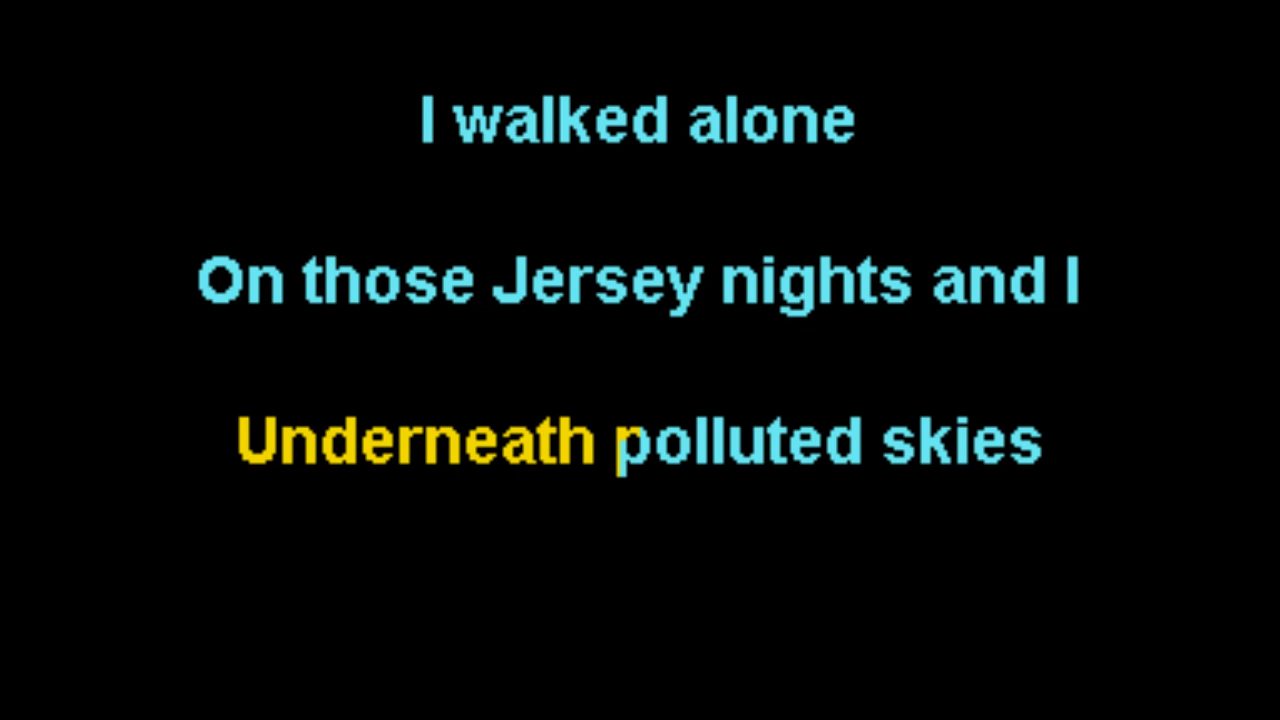 I walked alone
On those Jersey nights and I
Underneath polluted skies